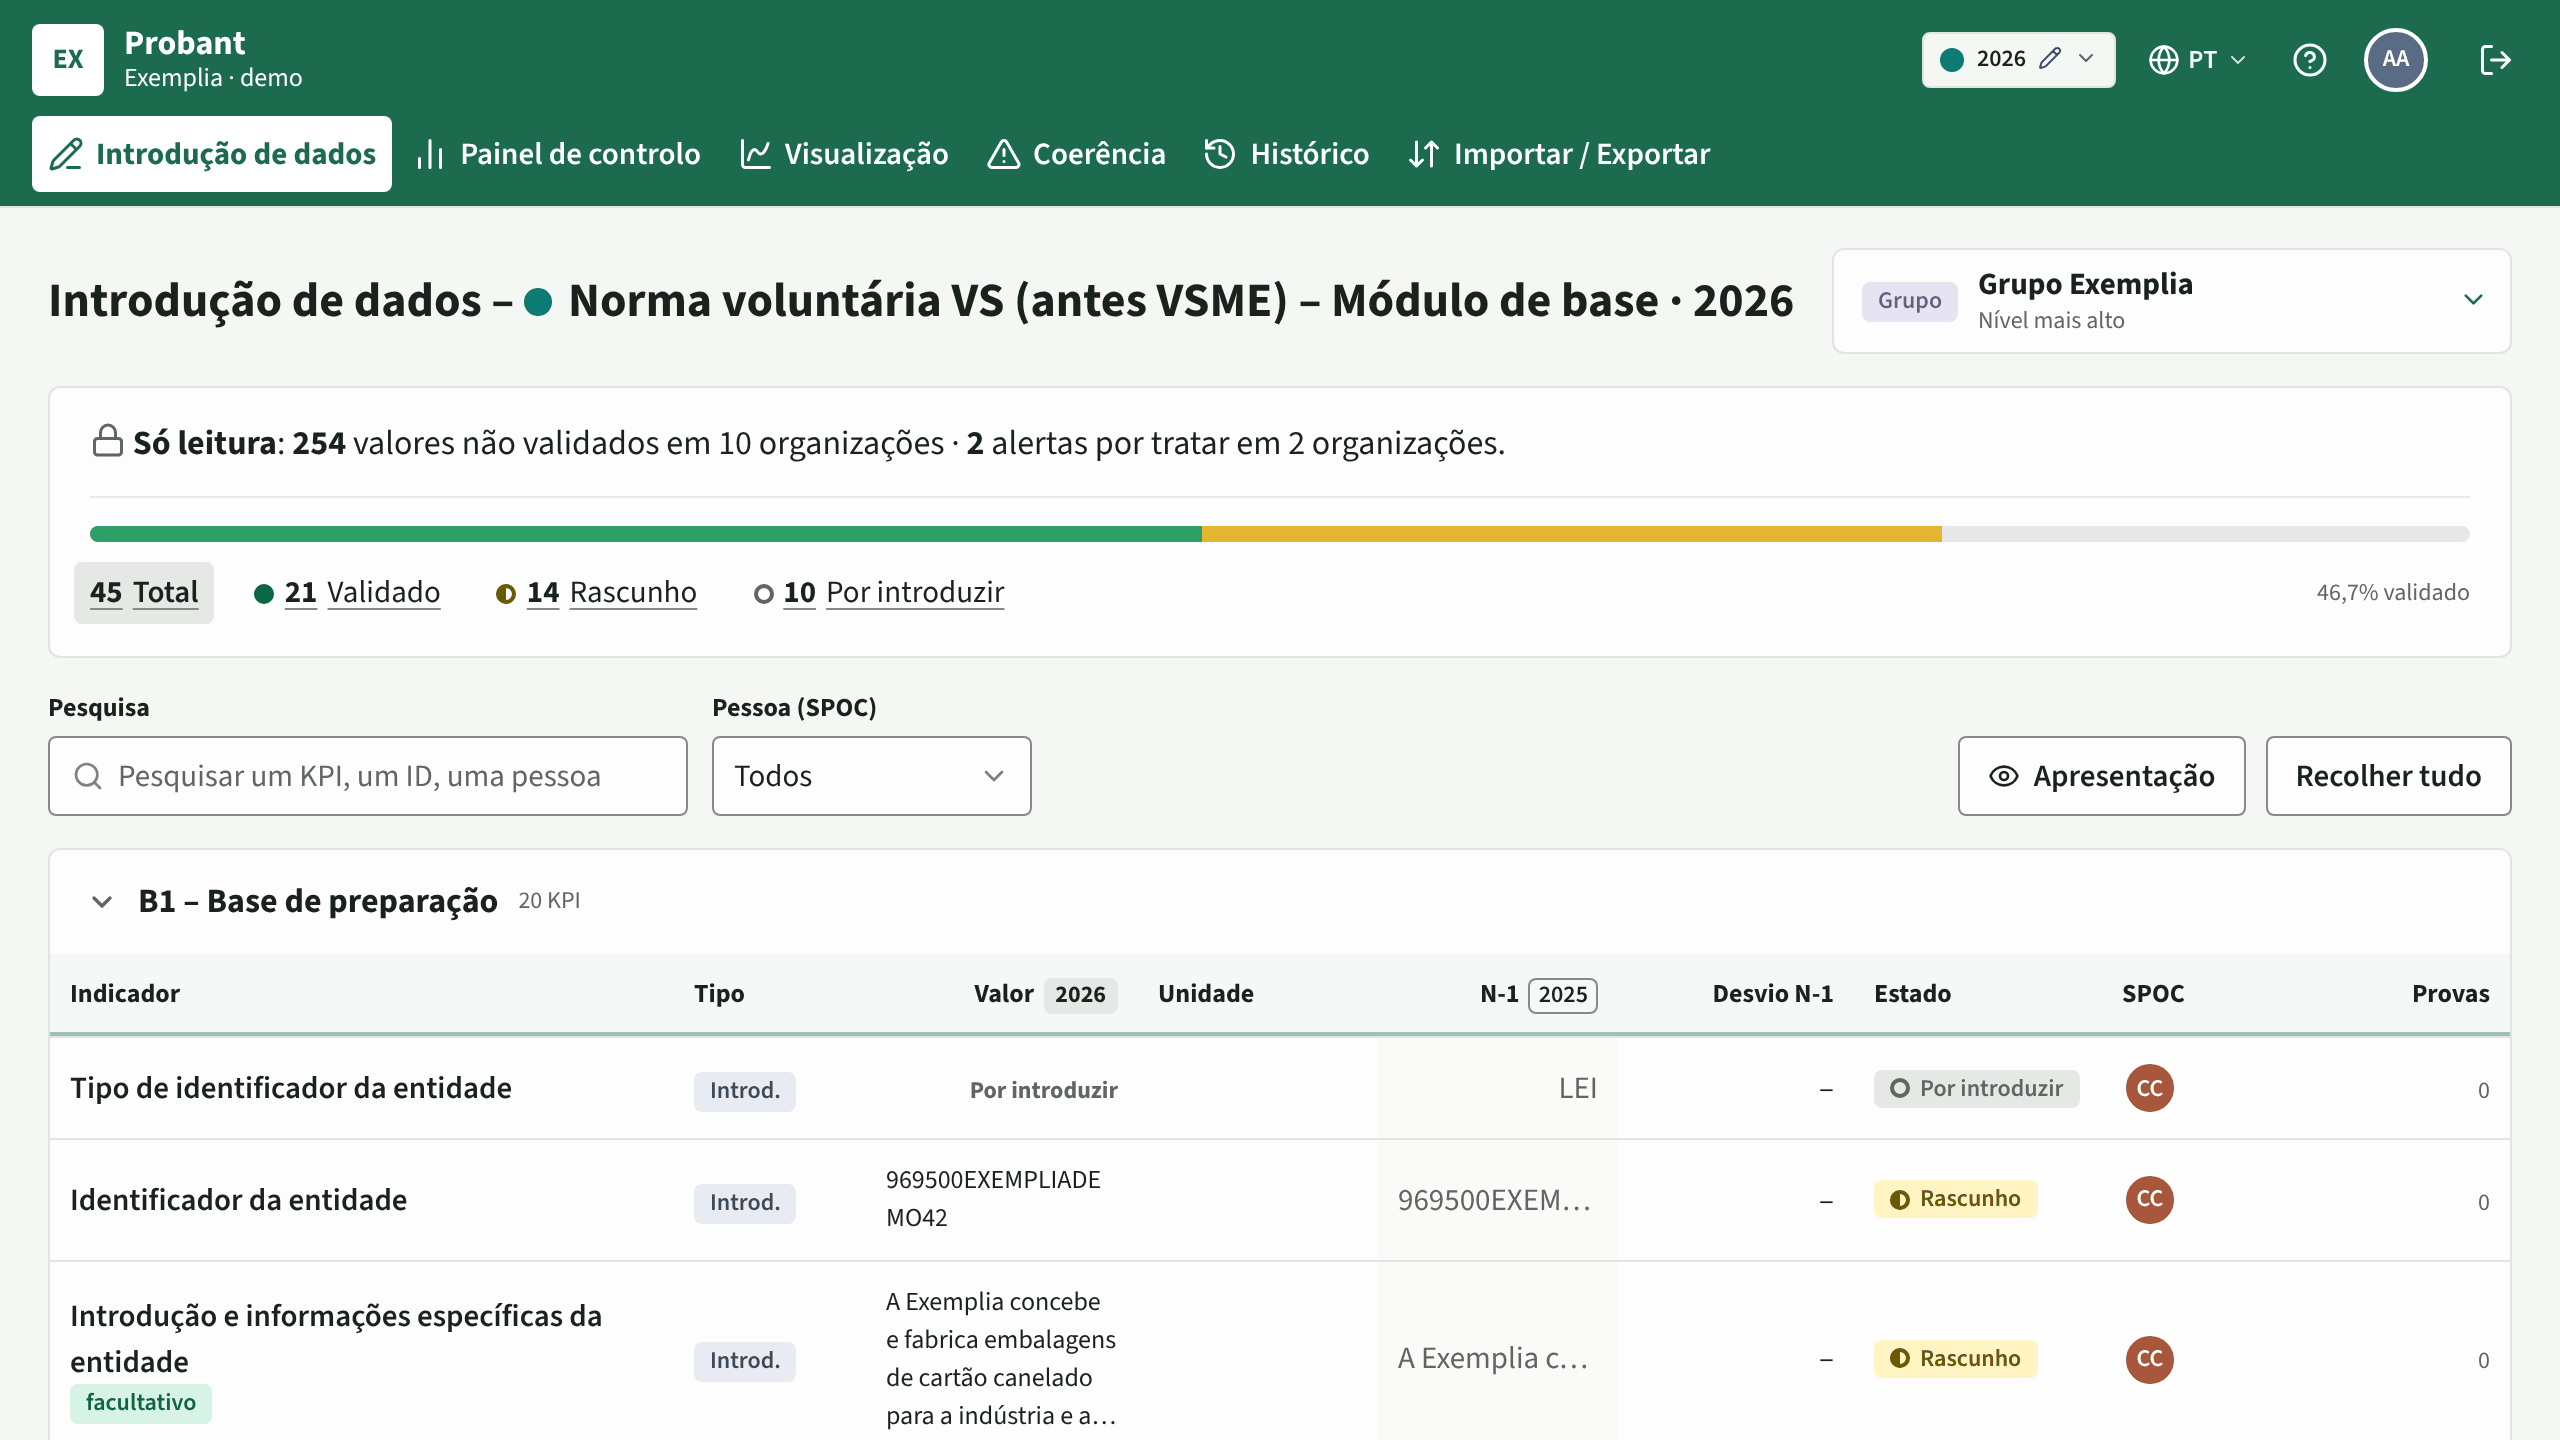 EX
Probant
Exemplia · demo
2026
PT
AA
Introdução de dados
Painel de controlo
Visualização
Coerência
Histórico
Importar / Exportar
Introdução de dados – Norma voluntária VS (antes VSME) – Módulo de base · 2026
Grupo
Grupo Exemplia
Nível mais alto
Só leitura: 254 valores não validados em 10 organizações · 2 alertas por tratar em 2 organizações.
45 Total
21 Validado
14 Rascunho
10 Por introduzir
46,7% validado
Pesquisa
Pessoa (SPOC)
Pesquisar um KPI, um ID, uma pessoa
Todos
Apresentação
Recolher tudo
B1 – Base de preparação 20 KPI
Indicador Tipo Valor 2026 Unidade N-1 2025 Desvio N-1 Estado SPOC Provas
Tipo de identificador da entidade Introd. Por introduzir LEI – Por introduzir CC 0
Identificador da entidade Introd. 969500EXEMPLIADE
MO42
969500EXEM… – Rascunho CC 0
Introdução e informações específicas da
entidade
facultativo
Introd.
A Exemplia concebe
e fabrica embalagens
de cartão canelado
para a indústria e a…
A Exemplia c… – Rascunho CC 0